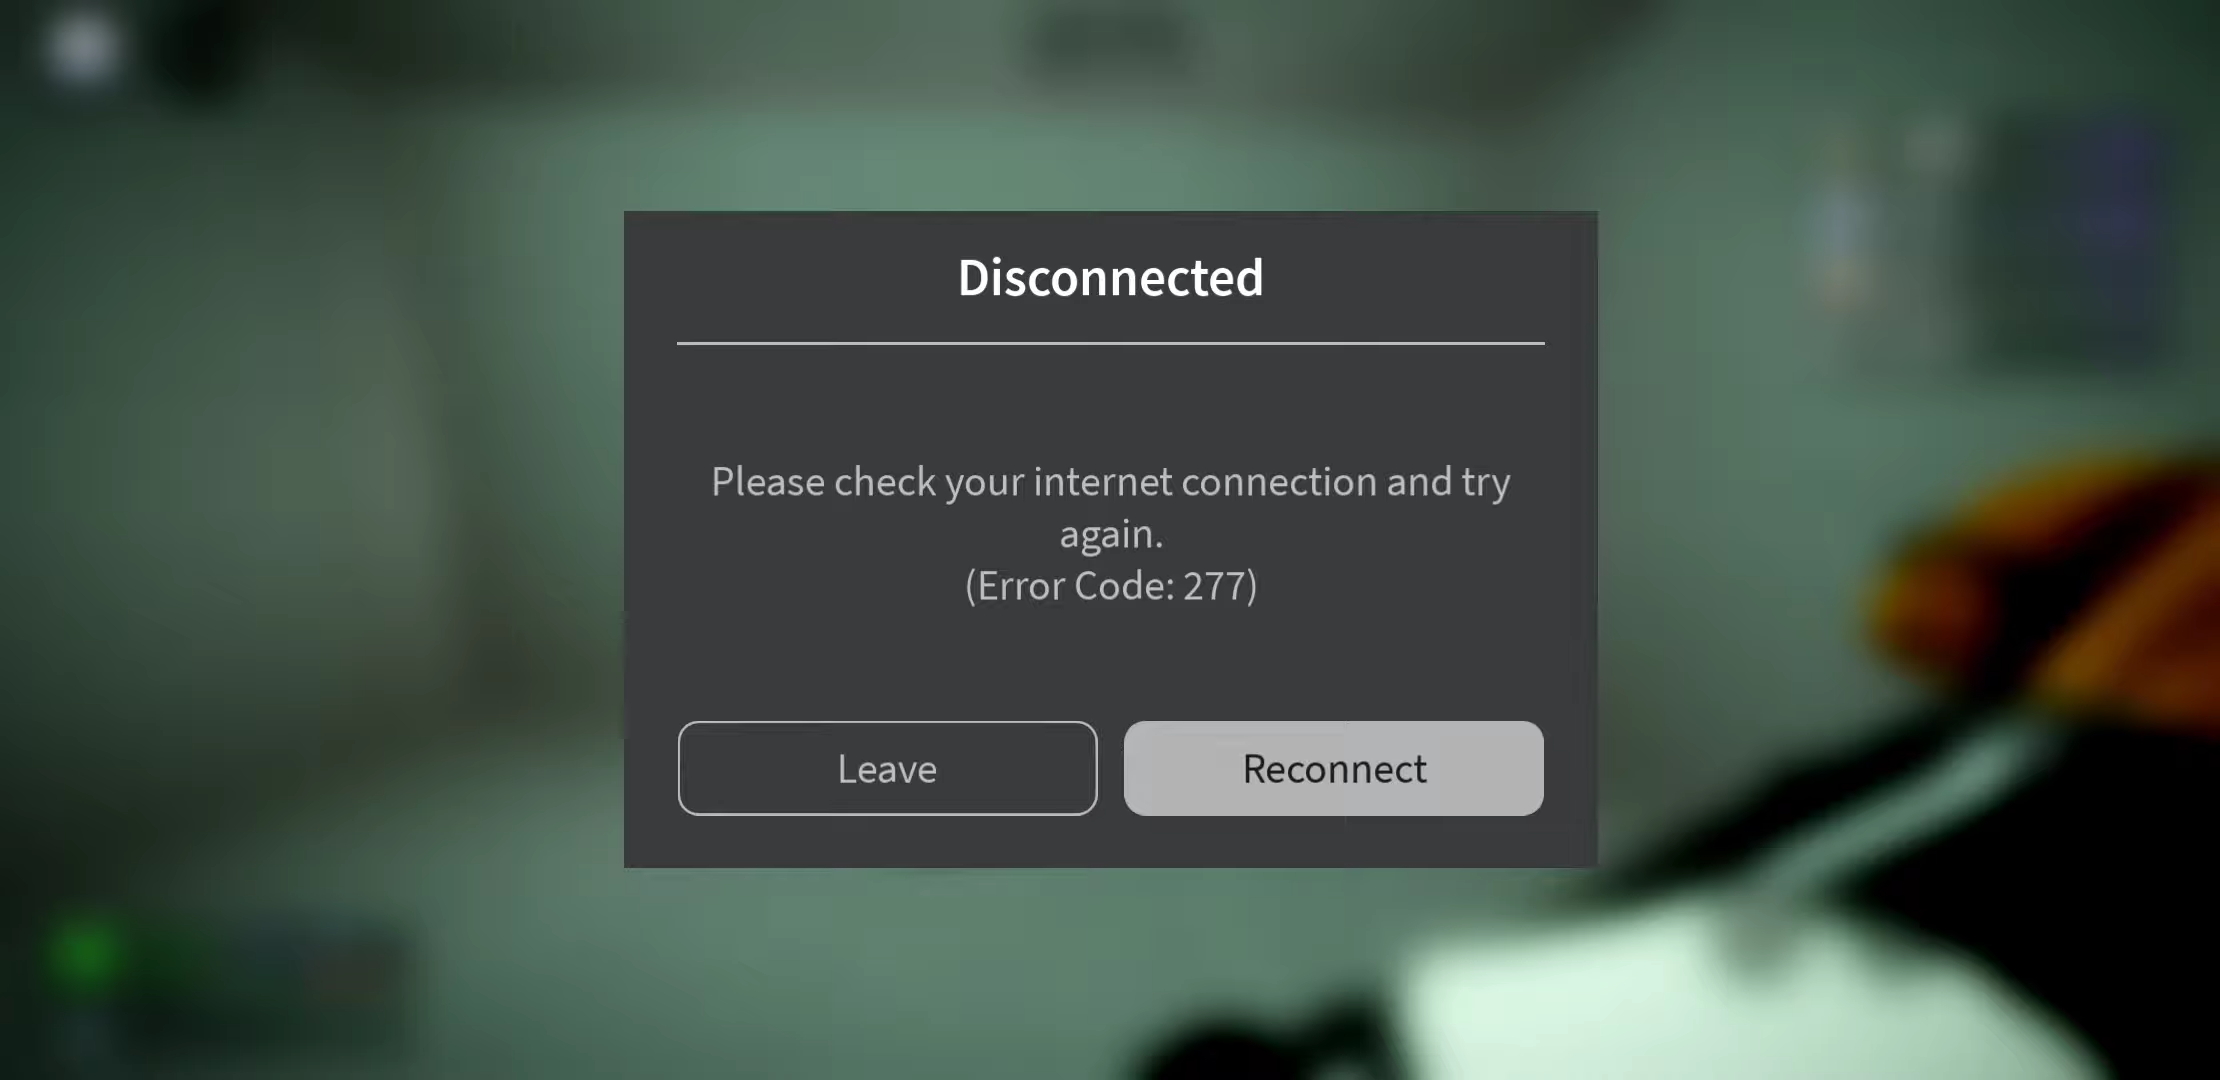 Disconnected
Please check your internet connection and try
again.
(Error Code: 277)
Leave
Reconnect